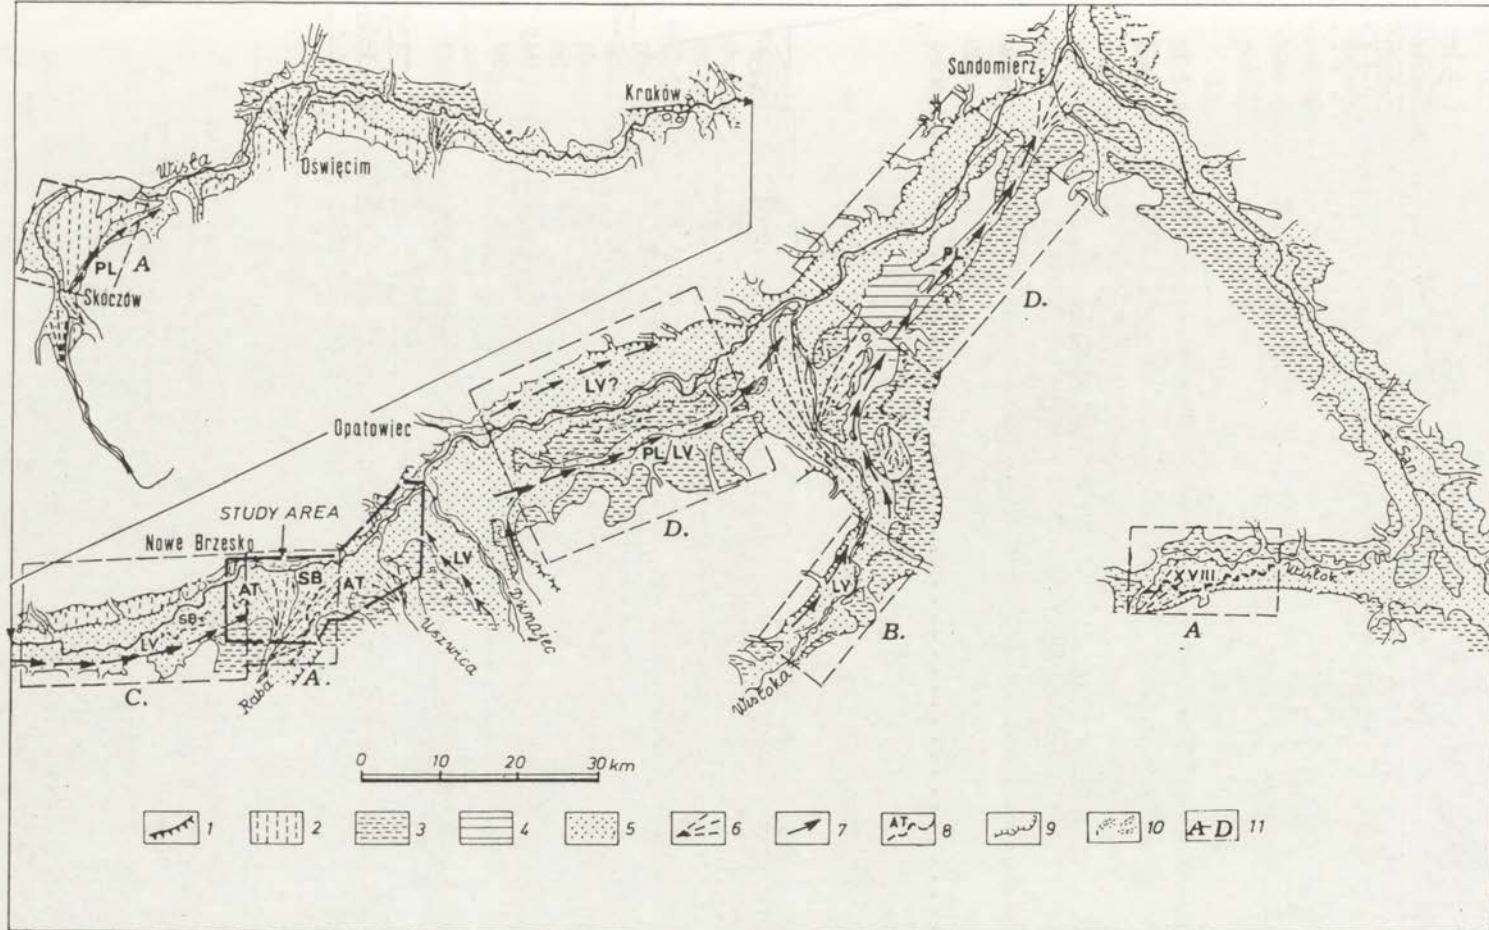 Sandomierz
Kraków
Wisła
Oświęcim
PL
A
Skoczów
PL
D.
LV?
Opatowiec
PL/LV
San
STUDY AREA
D.
Nowe Brzesko
AT
SB
AT
LV
Dunajec
XVIII
Wisłok
SB
LV
LV
B.
A
Uszwica
C.
Raba
A.
Wisłoka
0 10 20 30 km
1
2
3
4
5
6
7
AT
8
9
10
A-D
11